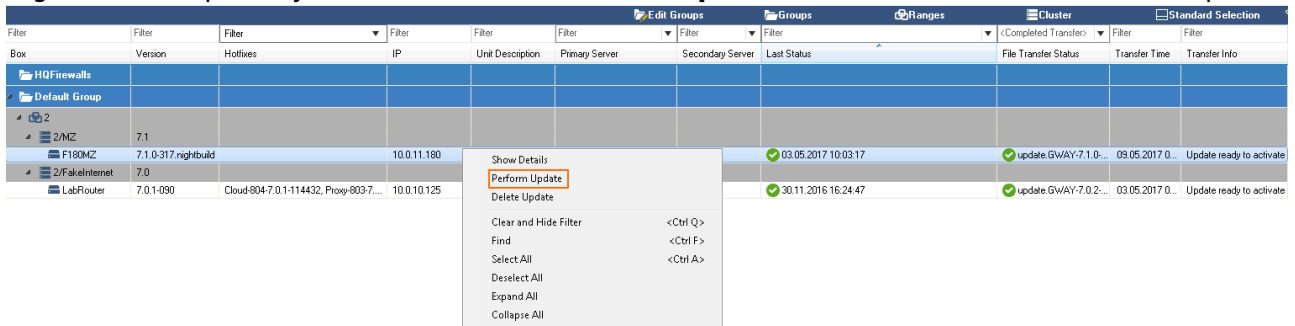 Edit Groups Groups Ranges Cluster Standard Selection
Filter Filter Filter Filter Filter Filter Filter Filter <Completed Transfer> Filter Filter
Box Version Hotfixes IP Unit Description Primary Server Secondary Server Last Status File Transfer Status Transfer Time Transfer Info
HQFirewalls
Default Group
2
2/MZ 7.1
F180MZ 7.1.0-317.nightbuild 10.0.11.180 03.05.2017 10:03:17 update.GWAY-7.1.0-... 09.05.2017 0... Update ready to activate
Show Details
2/FakeInternet 7.0
Perform Update
LabRouter 7.0.1-090 Cloud-804-7.0.1-114432, Proxy-803-7.... 10.0.10.125 30.11.2016 16:24:47 update.GWAY-7.0.2-... 03.05.2017 0... Update ready to activate
Delete Update
Clear and Hide Filter <Ctrl Q>
Find <Ctrl F>
Select All <Ctrl A>
Deselect All
Expand All
Collapse All